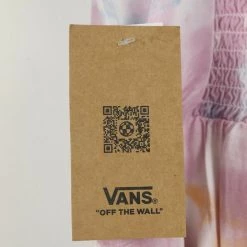 VANS®
"OFF THE WALL"